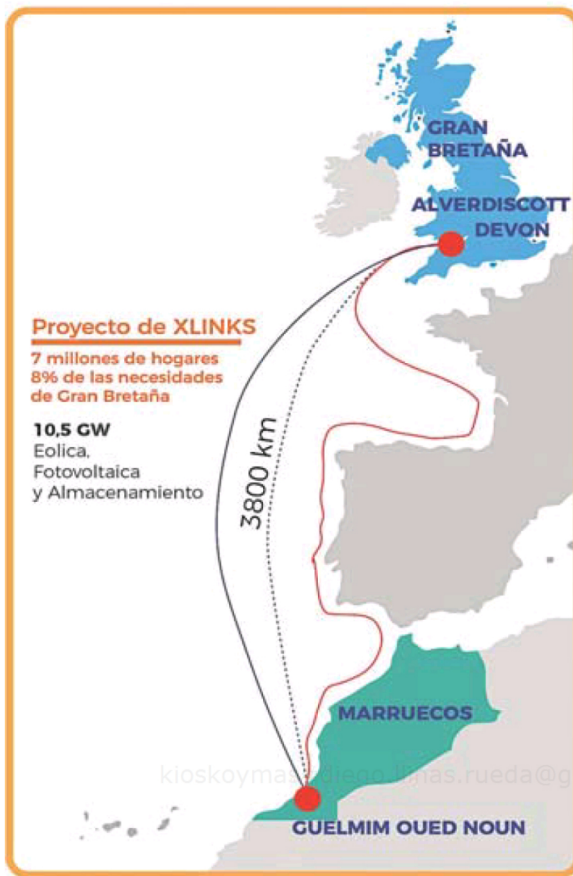 GRAN
BRETAÑA
ALVERDISCOTT
DEVON
Proyecto de XLINKS
7 millones de hogares
8% de las necesidades
de Gran Bretaña
10,5 GW
Eolica,
Fotovoltaica
y Almacenamiento
3800 km
MARRUECOS
GUELMIM OUED NOUN